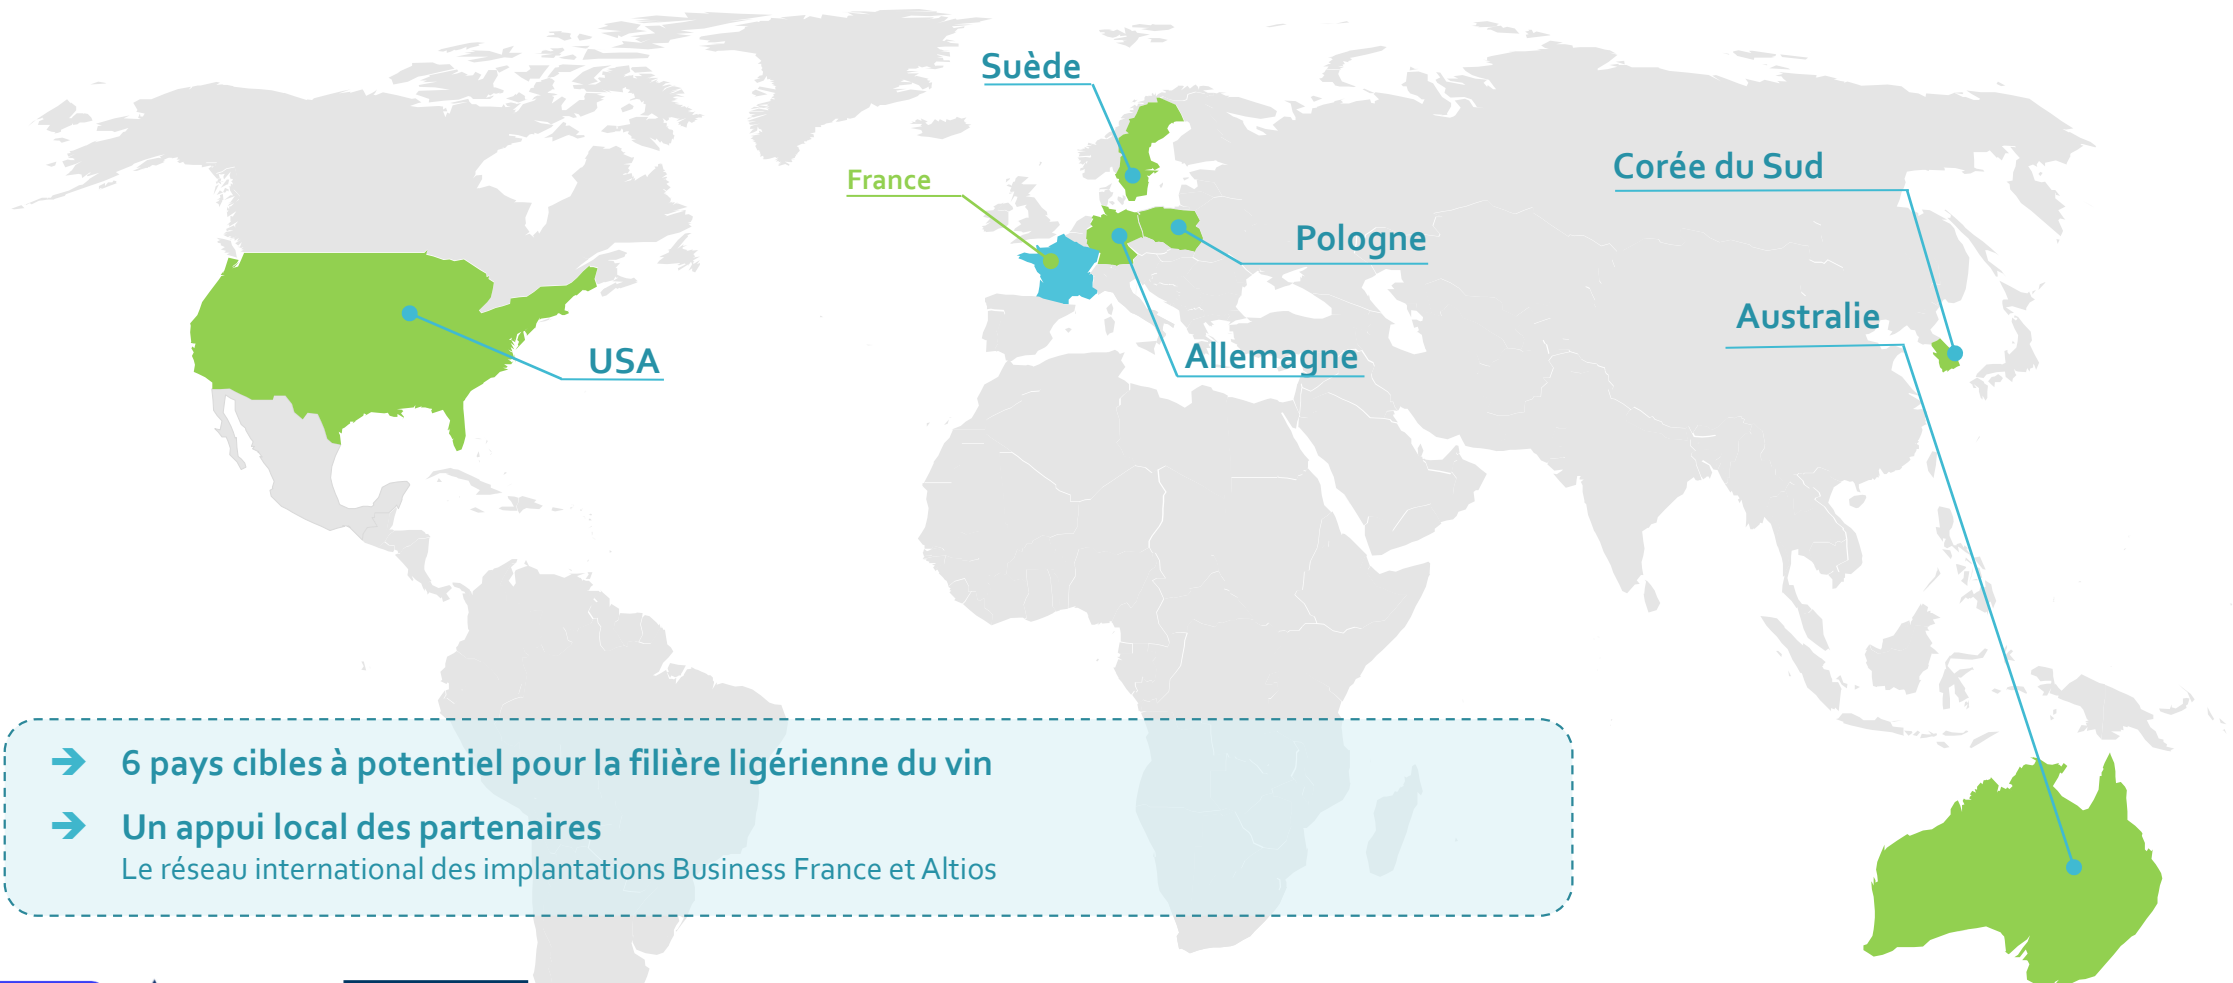 Suède
France
Corée du Sud
Pologne
Australie
USA
Allemagne
6 pays cibles à potentiel pour la filière ligérienne du vin
Un appui local des partenaires
Le réseau international des implantations Business France et Altios